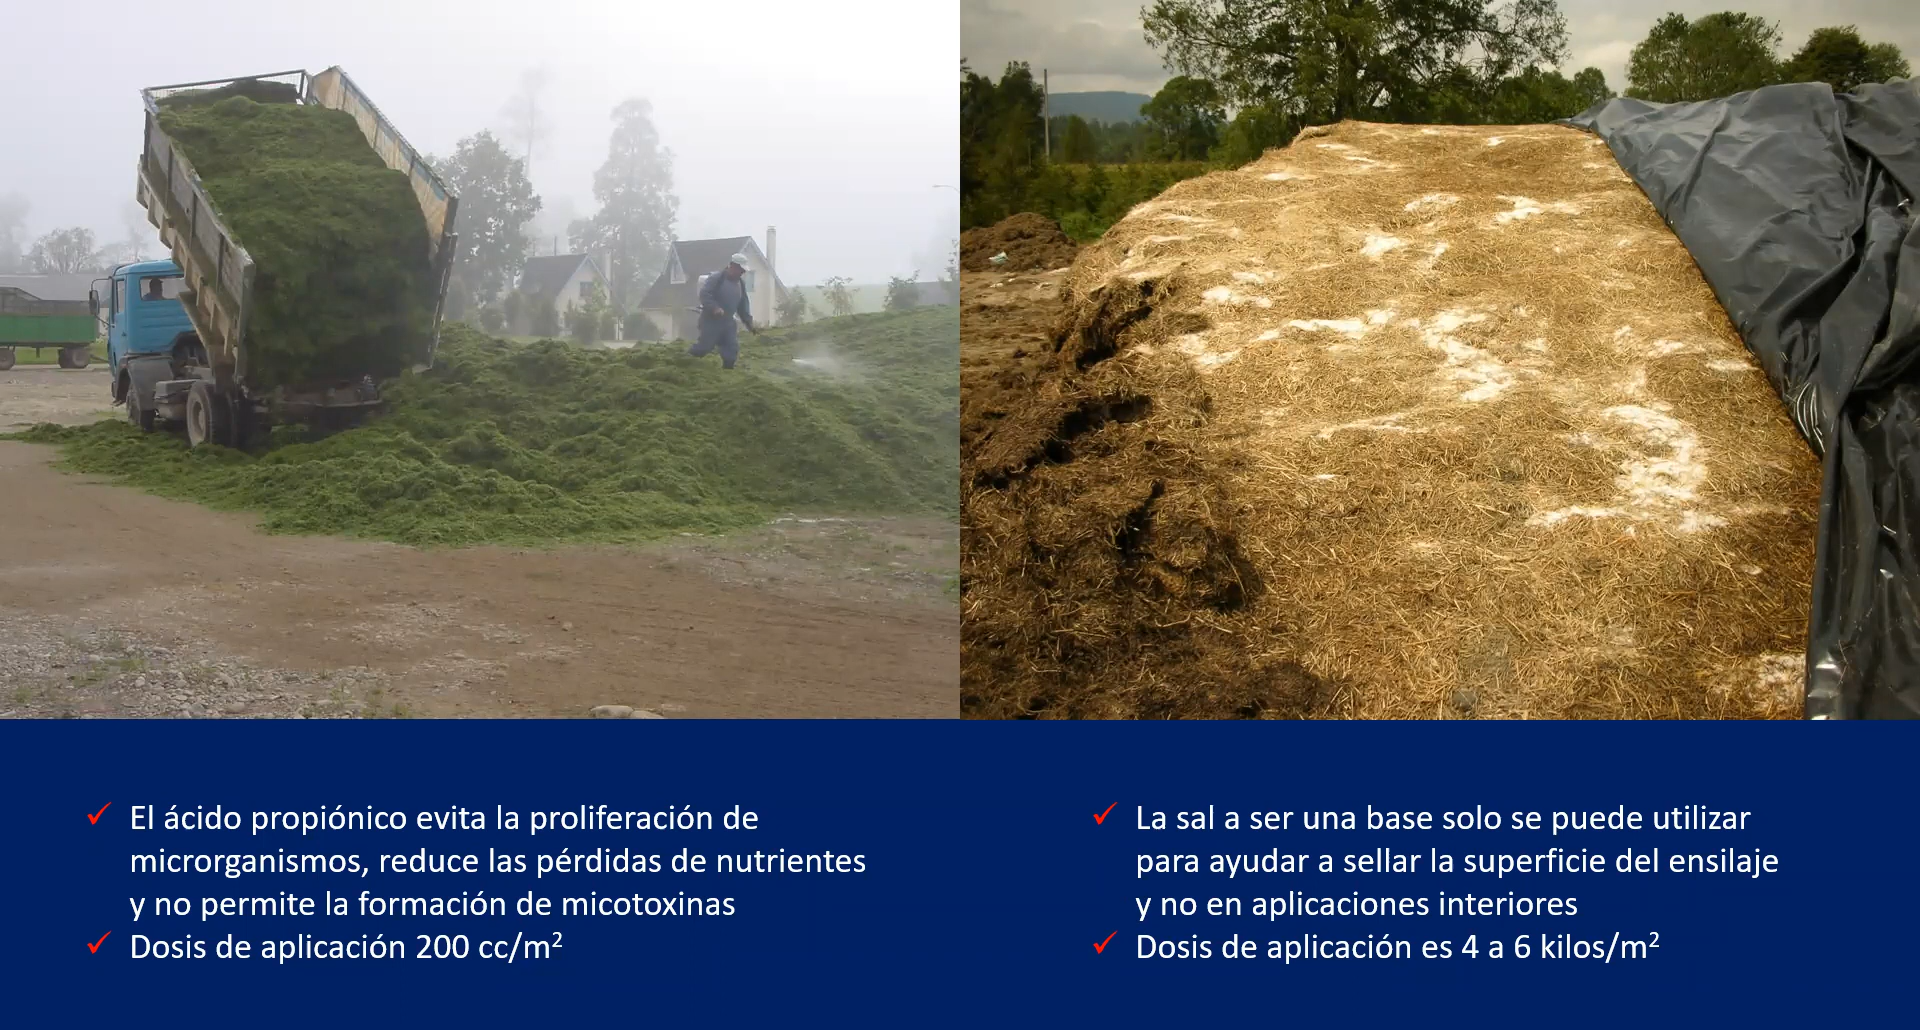 El ácido propiónico evita la proliferación de
microrganismos, reduce las pérdidas de nutrientes
y no permite la formación de micotoxinas
Dosis de aplicación 200 cc/m²
La sal a ser una base solo se puede utilizar
para ayudar a sellar la superficie del ensilaje
y no en aplicaciones interiores
Dosis de aplicación es 4 a 6 kilos/m²